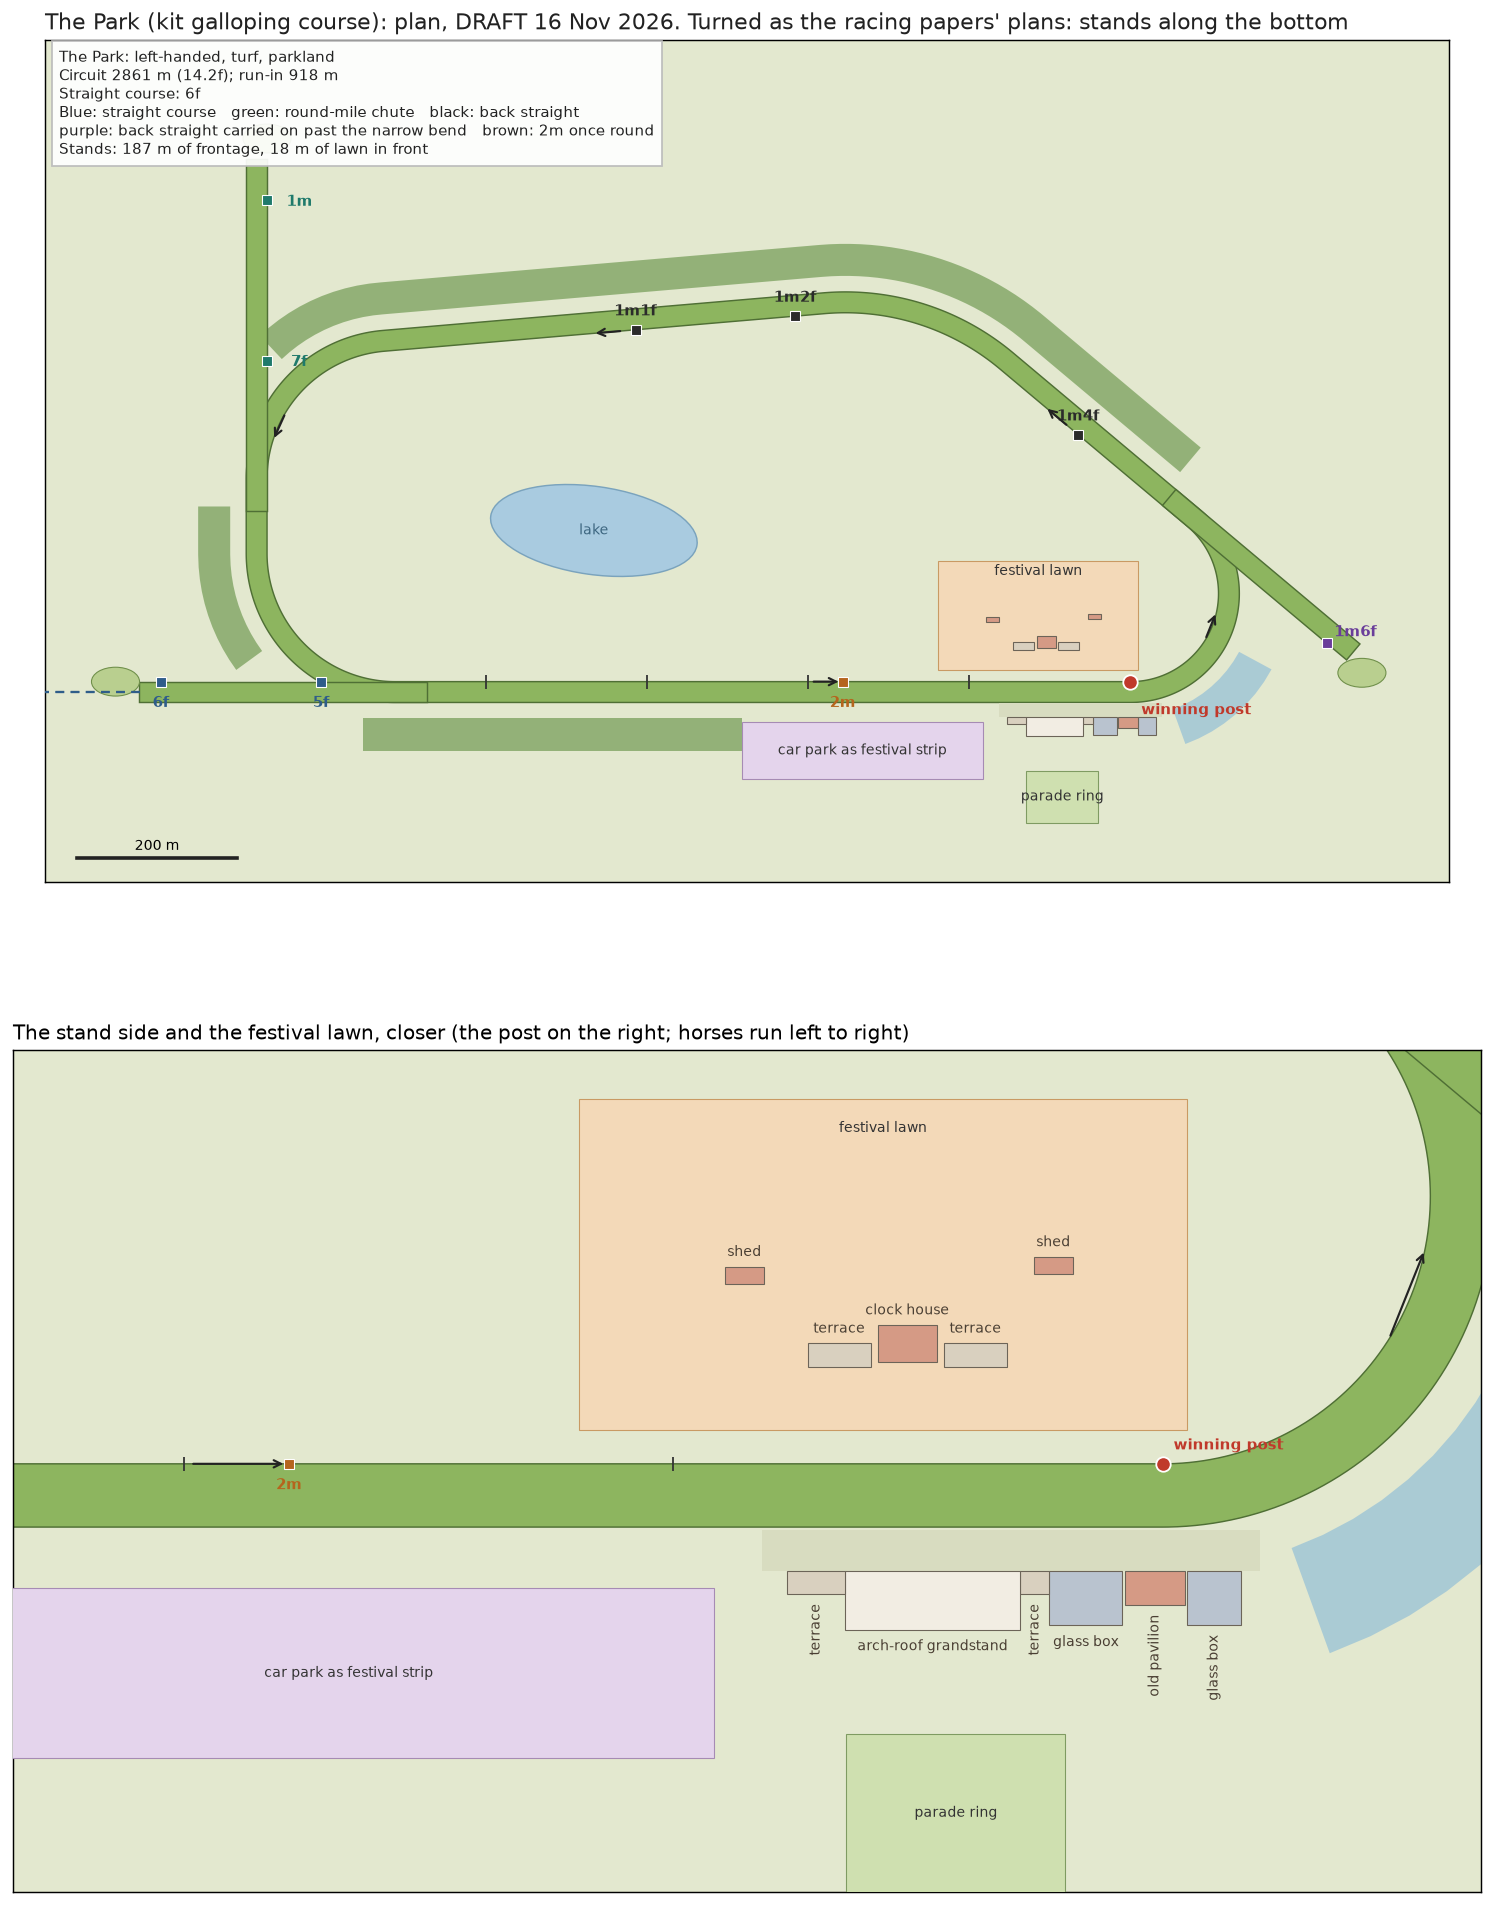 The Park (kit galloping course): plan, DRAFT 16 Nov 2026. Turned as the racing papers' plans: stands along the bottom
The Park: left-handed, turf, parkland
Circuit 2861 m (14.2f); run-in 918 m
Straight course: 6f
Blue: straight course   green: round-mile chute   black: back straight
purple: back straight carried on past the narrow bend   brown: 2m once round
Stands: 187 m of frontage, 18 m of lawn in front
1m
1m2f
1m1f
7f
1m4f
lake
festival lawn
1m6f
6f
5f
2m
winning post
car park as festival strip
parade ring
200 m
The stand side and the festival lawn, closer (the post on the right; horses run left to right)
festival lawn
shed
shed
clock house
terrace
terrace
winning post
2m
terrace
arch-roof grandstand
terrace
glass box
old pavilion
glass box
car park as festival strip
parade ring